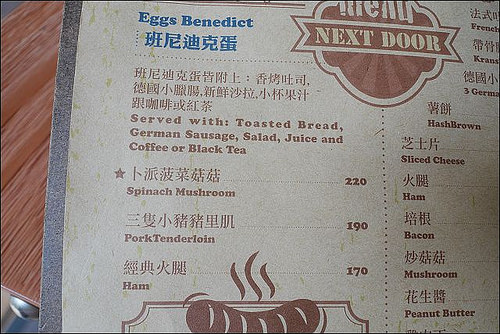 Eggs Benedict
班尼迪克蛋
班尼迪克蛋皆附上：香烤吐司,
德國小臘腸,新鮮沙拉,小杯果汁
跟咖啡或紅茶
Served with: Toasted Bread,
German Sausage, Salad, Juice and
Coffee or Black Tea
★卜派菠菜菇菇 220
Spinach Mushroom
三隻小豬豬里肌 190
PorkTenderloin
經典火腿 170
Ham
menu
NEXT DOOR
法式
French
帶骨
Krans
德國小
3 Germa
薯餅
HashBrown
芝士片
Sliced Cheese
火腿
Ham
培根
Bacon
炒菇菇
Mushroom
花生醬
Peanut Butter